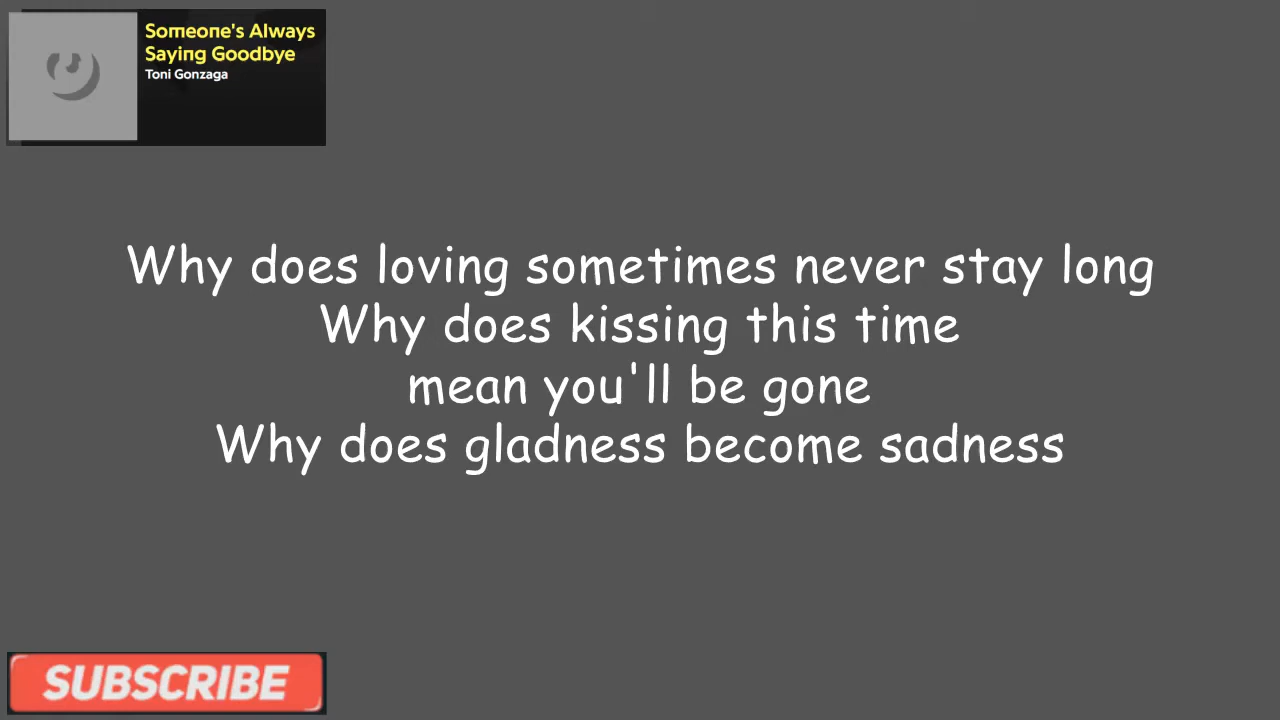 Someone's Always
Saying Goodbye
Toni Gonzaga
Why does loving sometimes never stay long
Why does kissing this time
mean you'll be gone
Why does gladness become sadness
SUBSCRIBE